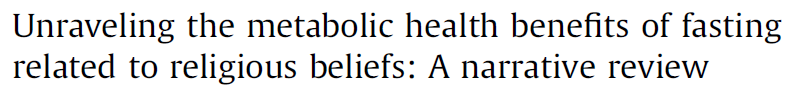 Unraveling the metabolic health benefits of fasting
related to religious beliefs: A narrative review